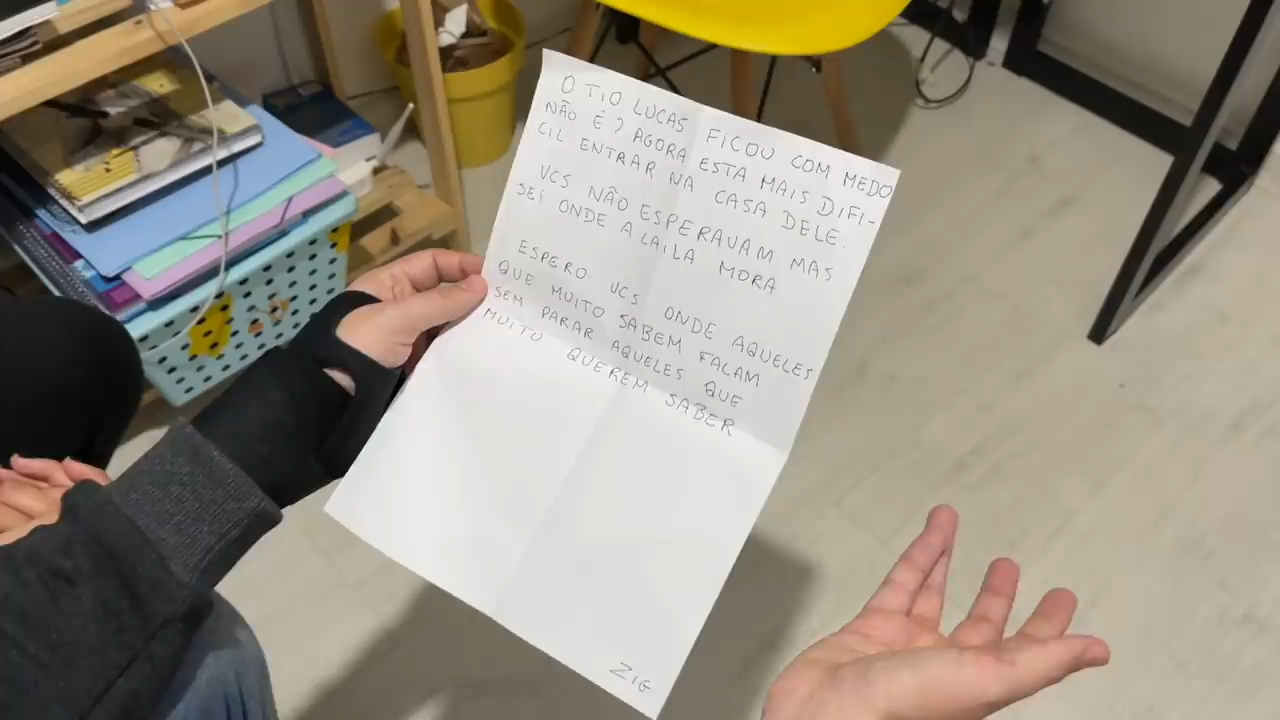 O TIO LUCAS FICOU COM MEDO
NÃO É? AGORA ESTA MAIS DIFI-
CIL ENTRAR NA CASA DELE.
VCS NÃO ESPERAVAM MAS
SEI ONDE A LAILA MORA
ESPERO VCS ONDE AQUELES
QUE MUITO SABEM FALAM
SEM PARAR AQUELES QUE
MUITO QUEREM SABER
ZIG